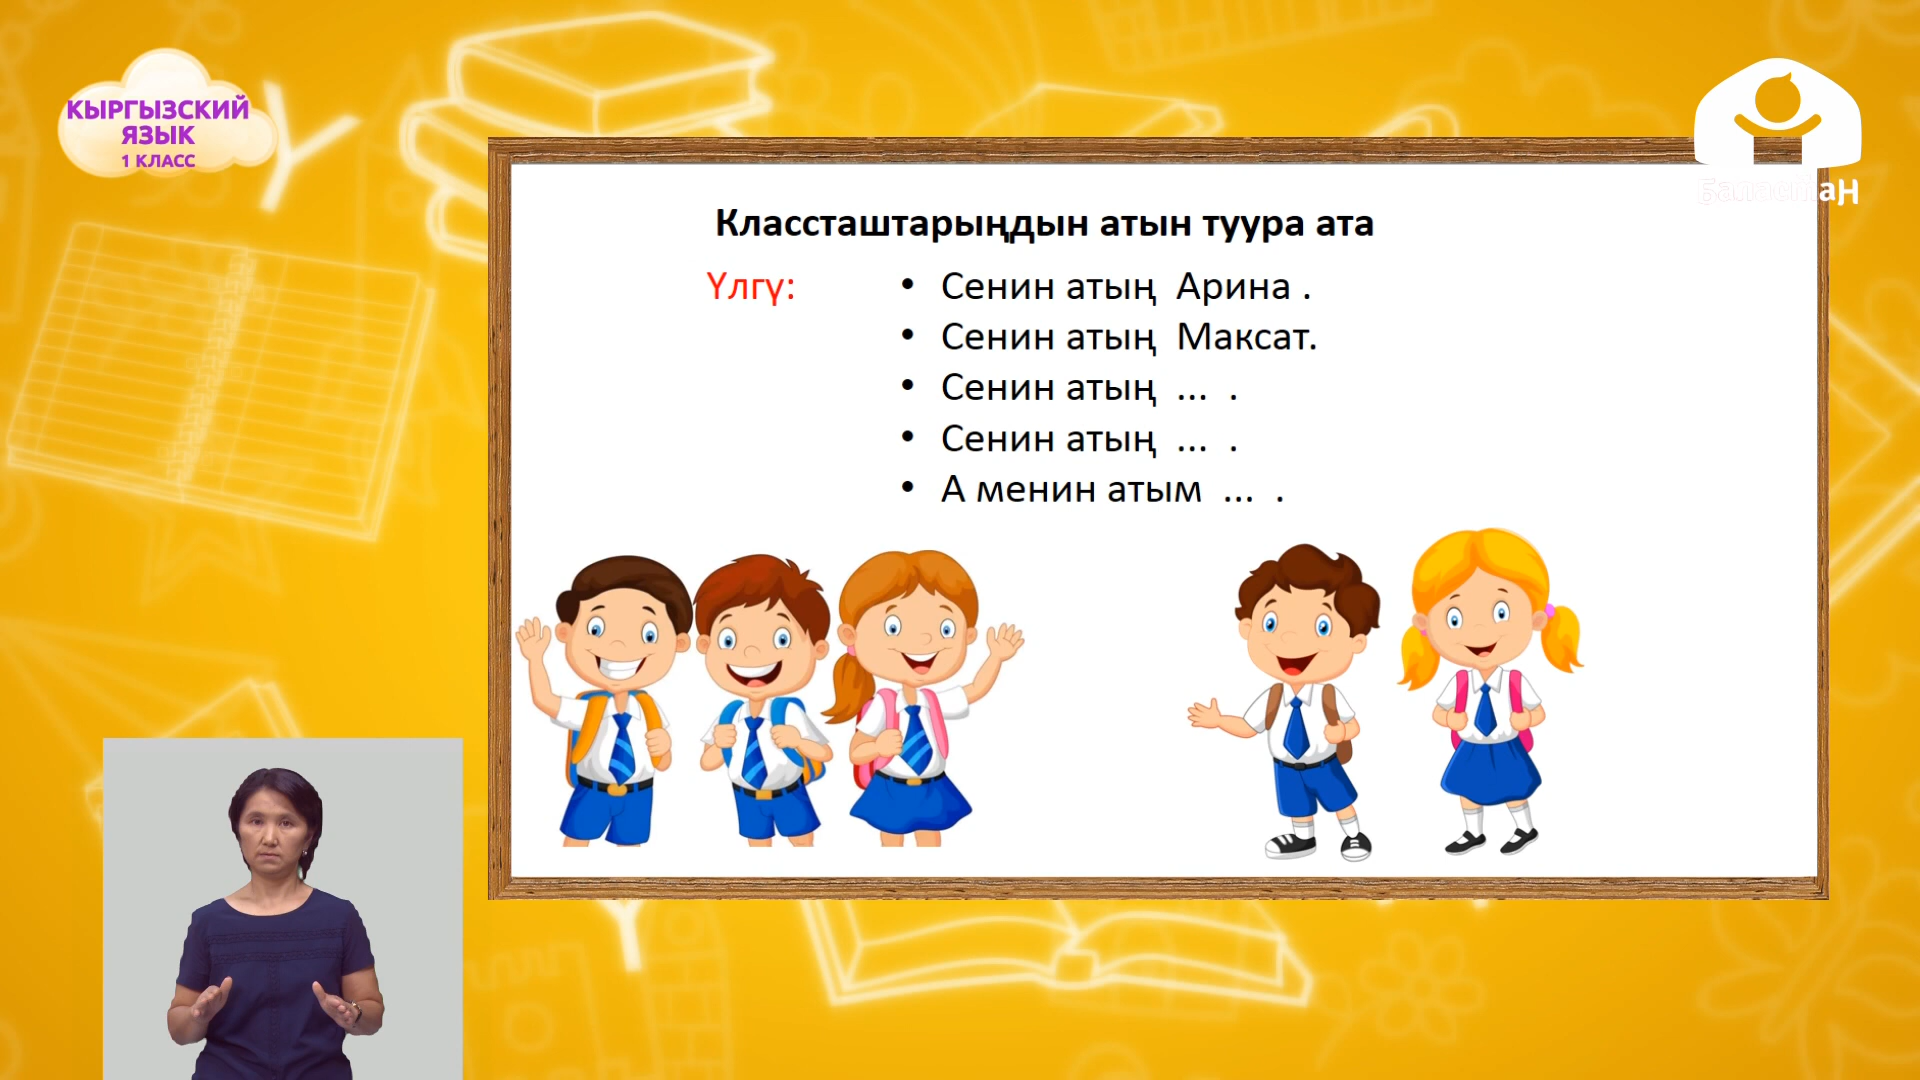 КЫРГЫЗСКИЙ
ЯЗЫК
1 КЛАСС
Баластан
Классташтарыңдын атын туура ата
Үлгү:
• Сенин атың Арина .
• Сенин атың Максат.
• Сенин атың ... .
• Сенин атың ... .
• А менин атым ... .